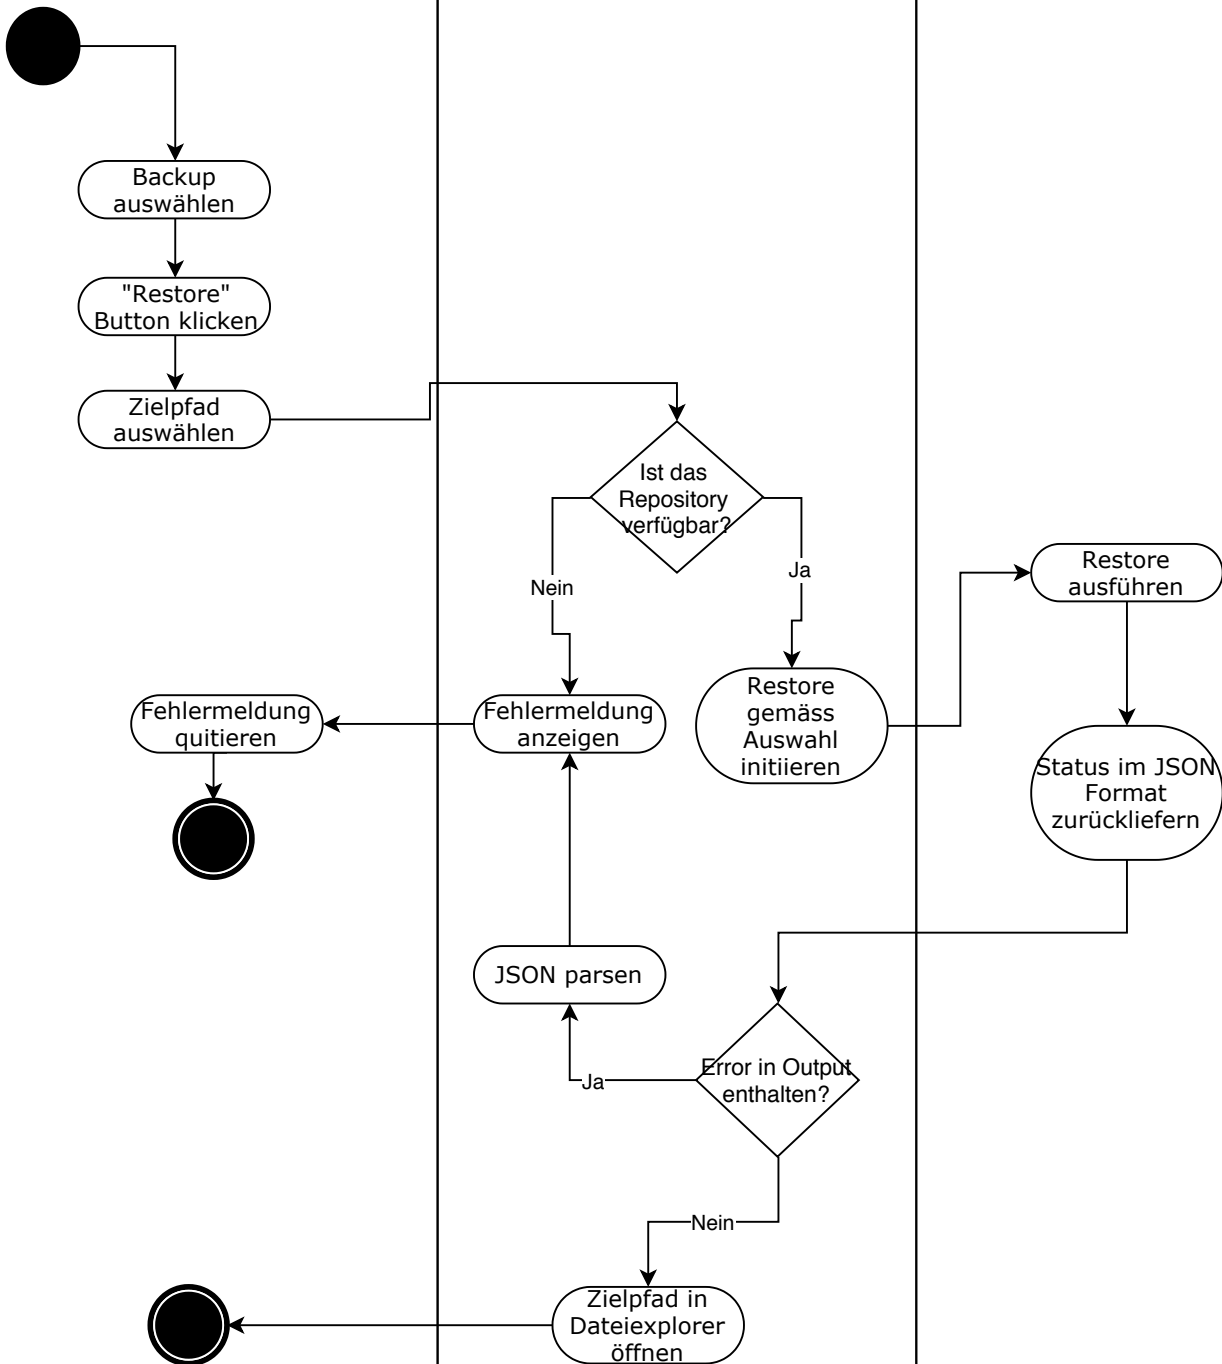 Backup
auswählen
"Restore"
Button klicken
Zielpfad
auswählen
Ist das
Repository
verfügbar?
Nein
Ja
Restore
ausführen
Fehlermeldung
quitieren
Fehlermeldung
anzeigen
Restore
gemäss
Auswahl
initiieren
Status im JSON
Format
zurückliefern
JSON parsen
Error in Output
enthalten?
Ja
Nein
Zielpfad in
Dateiexplorer
öffnen